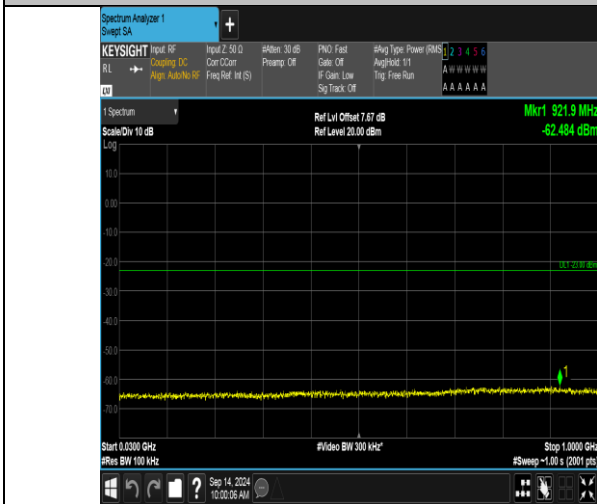 Spectrum Analyzer 1
Swept SA
KEYSIGHT
RL
Input: RF
Coupling: DC
Align: Auto/No RF
Input Z: 50 Ω
Corr CCorr
Freq Ref: Int (S)
#Atten: 30 dB
Preamp: Off
PNO: Fast
Gate: Off
IF Gain: Low
Sig Track: Off
#Avg Type: Power (RMS
Avg|Hold: 1/1
Trig: Free Run
1 2 3 4 5 6
A W W W W W
A A A A A A
1 Spectrum
Scale/Div 10 dB
Log
Ref Lvl Offset 7.67 dB
Ref Level 20.00 dBm
Mkr1 921.9 MHz
-62.484 dBm
10.0
0.00
-10.0
-20.0
DL1 -23.00 dBm
-30.0
-40.0
-50.0
-60.0
1
-70.0
Start 0.0300 GHz
#Res BW 100 kHz
#Video BW 300 kHz*
Stop 1.0000 GHz
#Sweep ~1.00 s (2001 pts)
?
Sep 14, 2024
10:00:06 AM